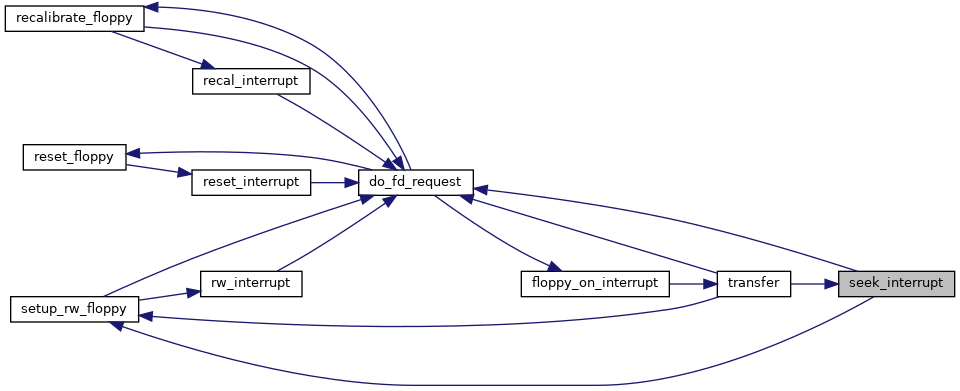 recalibrate_floppy
recal_interrupt
reset_floppy
reset_interrupt
do_fd_request
rw_interrupt
floppy_on_interrupt
transfer
seek_interrupt
setup_rw_floppy